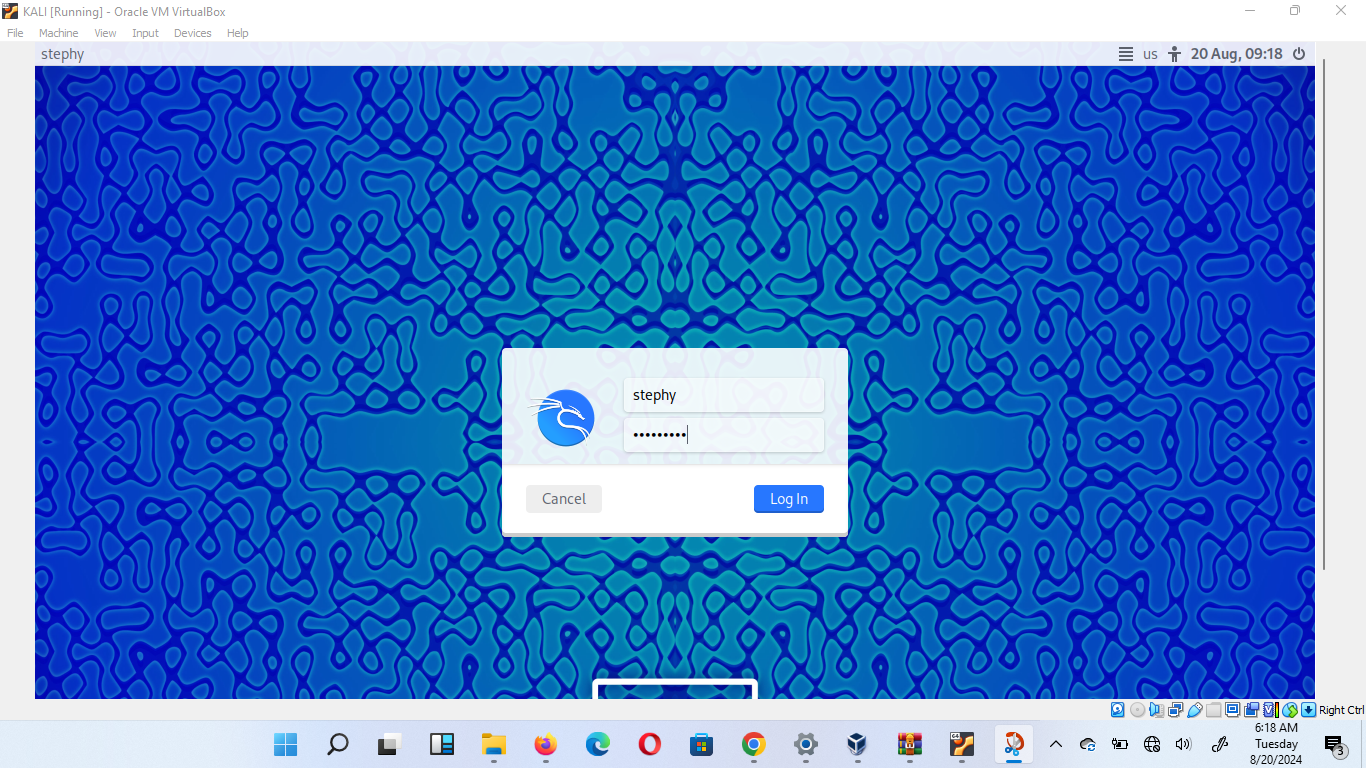 KALI [Running] - Oracle VM VirtualBox
File Machine View Input Devices Help
stephy us 20 Aug, 09:18
stephy
•••••••••
Cancel Log In
Right Ctrl
6:18 AM
Tuesday
8/20/2024
3